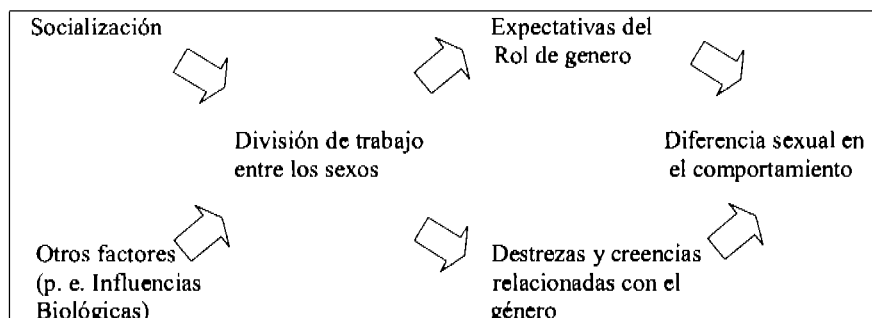 Socialización
Expectativas del
Rol de genero
División de trabajo
entre los sexos
Diferencia sexual en
el comportamiento
Otros factores
(p. e. Influencias
Biológicas)
Destrezas y creencias
relacionadas con el
género